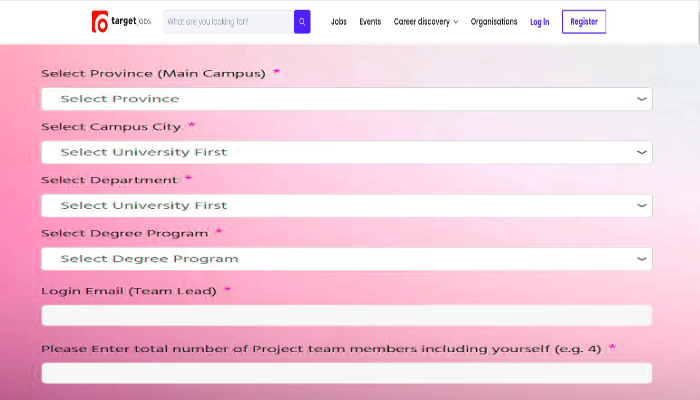 targetjobs What are you looking for? Jobs Events Career discovery Organisations Log in Register
Select Province (Main Campus) *
Select Province
Select Campus City *
Select University First
Select Department *
Select University First
Select Degree Program *
Select Degree Program
Login Email (Team Lead) *
Please Enter total number of Project team members including yourself (e.g. 4) *